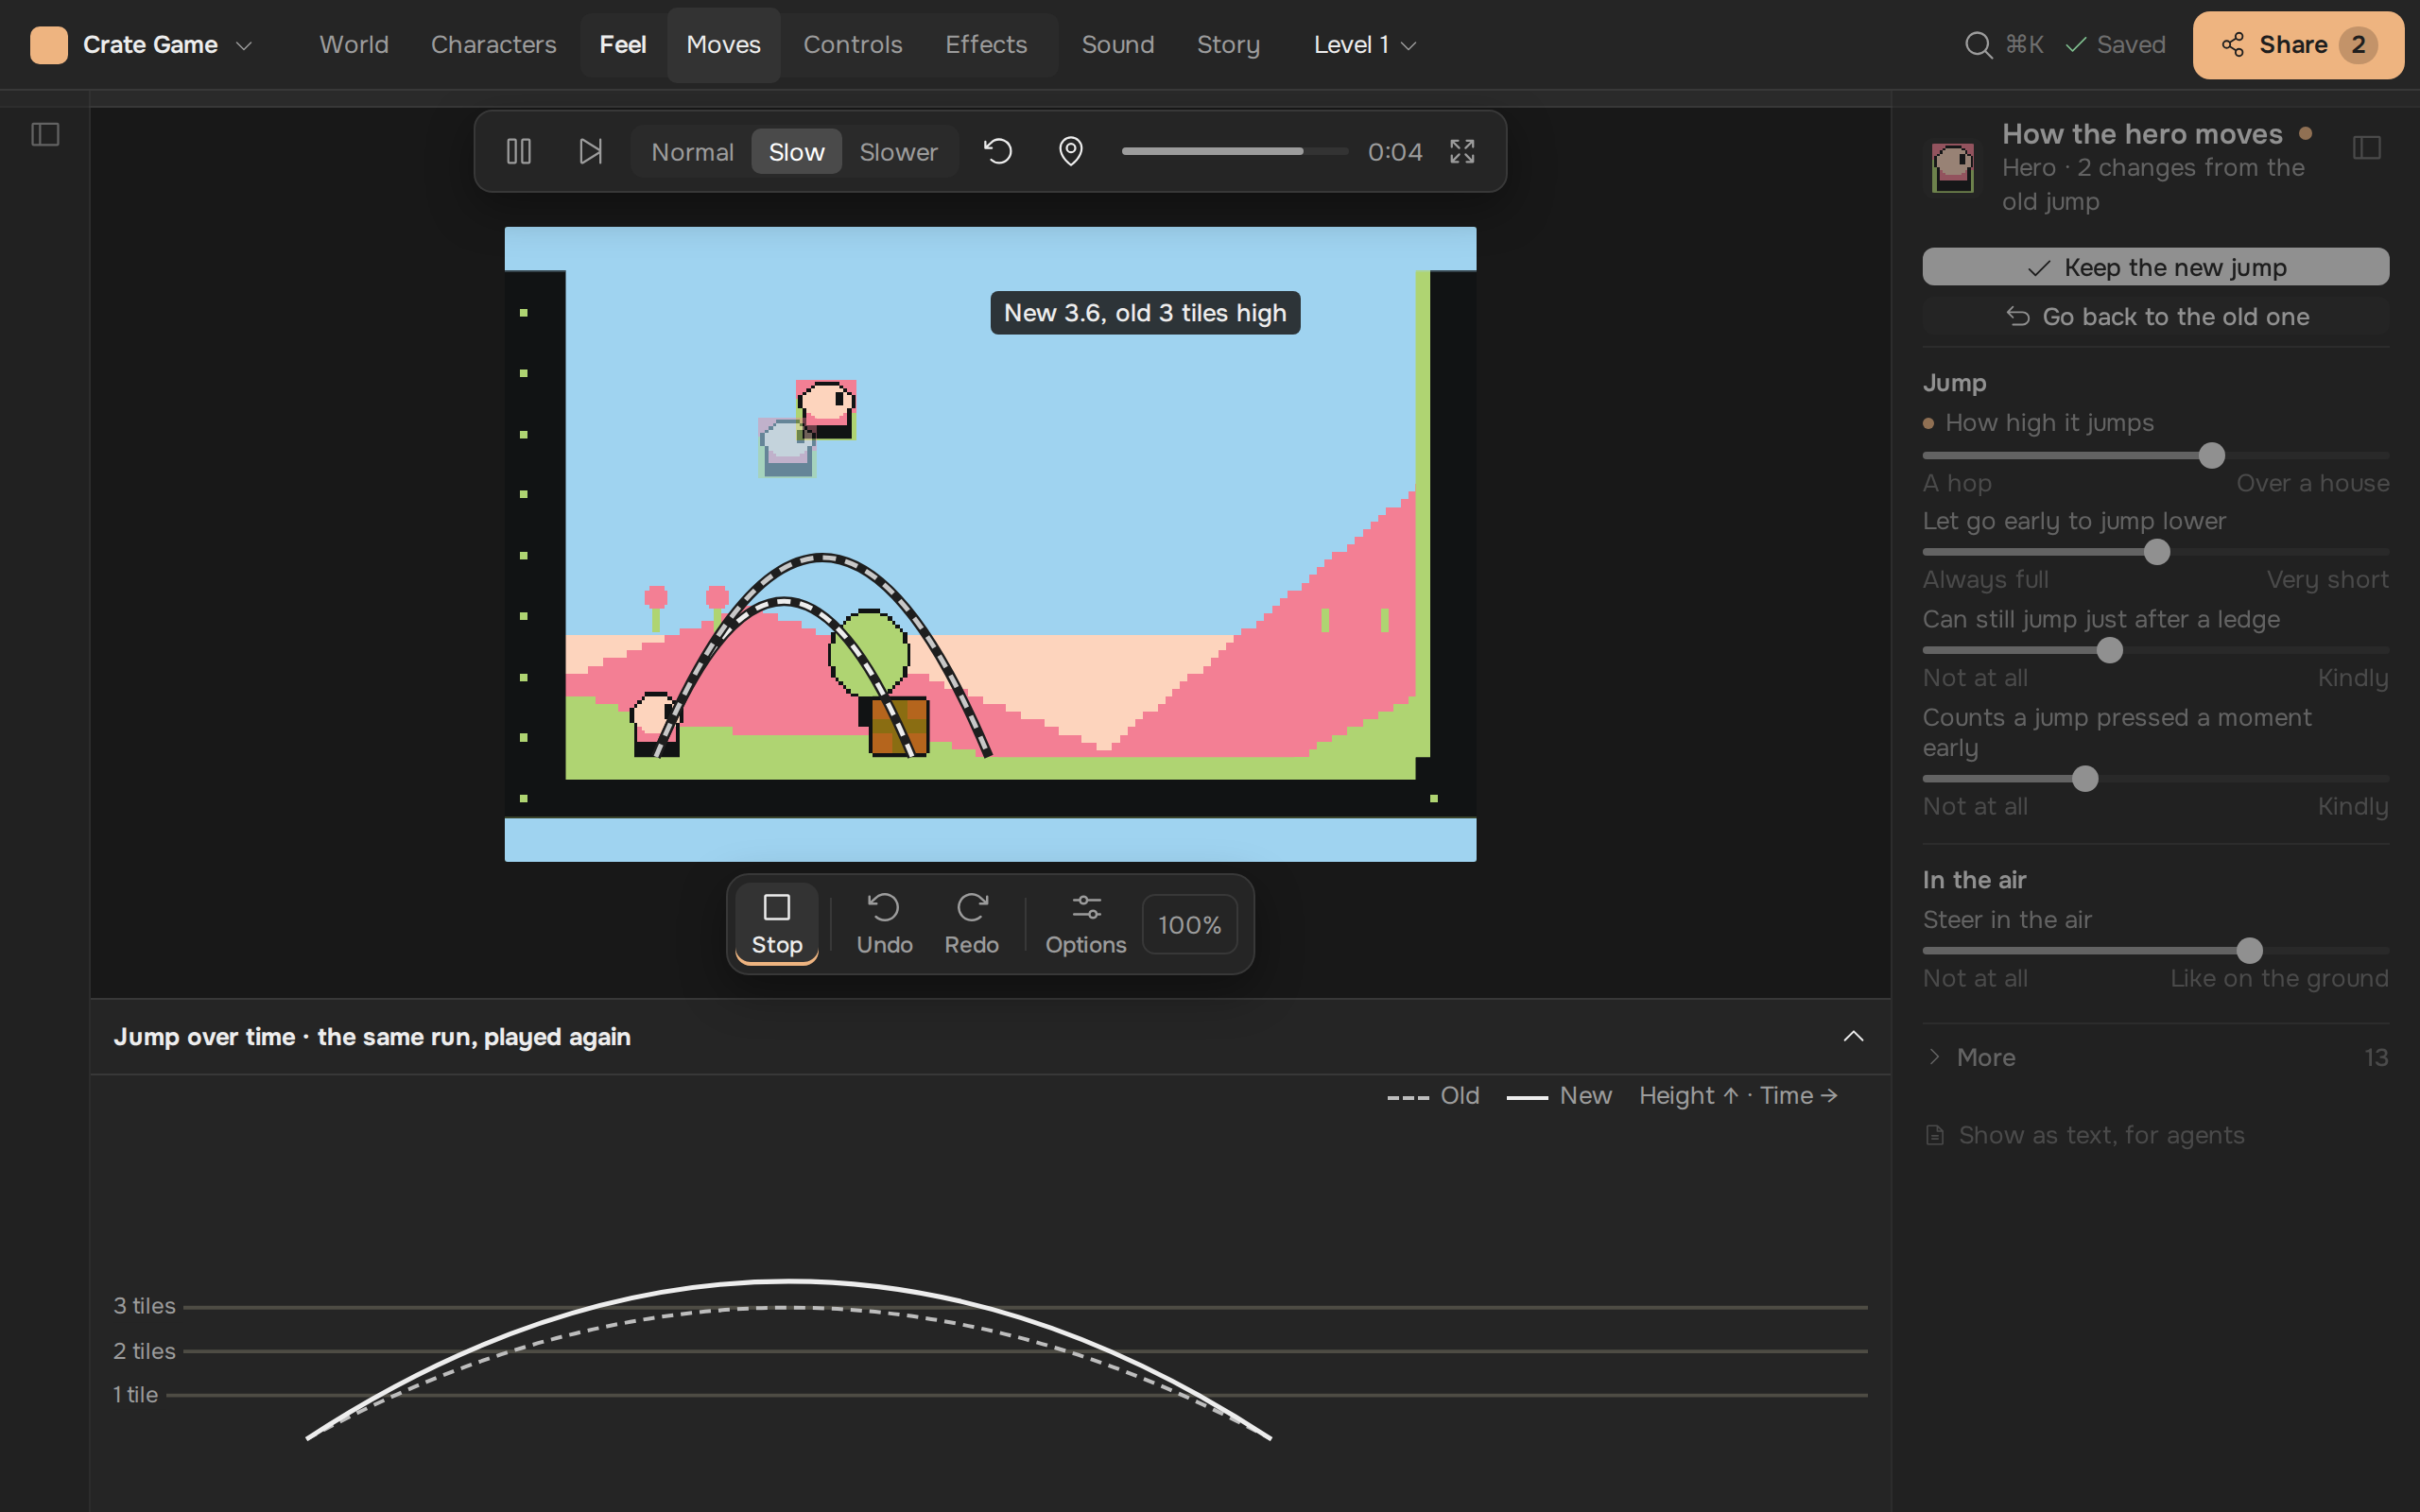 Crate Game World Characters Feel Moves Controls Effects Sound Story Level 1 ⌘K Saved Share 2
Normal Slow Slower 0:04
How the hero moves
Hero · 2 changes from the
old jump
Keep the new jump
Go back to the old one
New 3.6, old 3 tiles high
Jump
How high it jumps
A hop Over a house
Let go early to jump lower
Always full Very short
Can still jump just after a ledge
Not at all Kindly
Counts a jump pressed a moment
early
Not at all Kindly
In the air
Steer in the air
Not at all Like on the ground
More 13
Show as text, for agents
Stop Undo Redo Options 100%
Jump over time · the same run, played again
Old New Height ↑ · Time →
3 tiles
2 tiles
1 tile